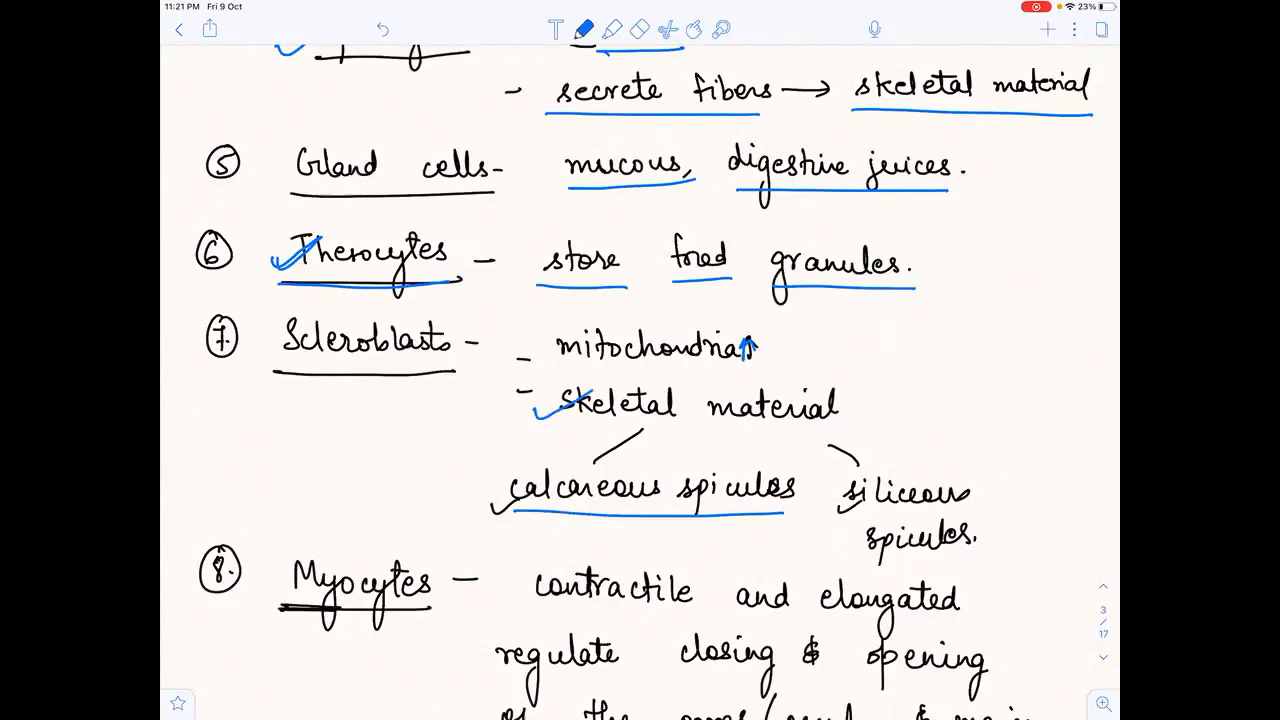 11:21 PM Fri 9 Oct
23%
- secrete fibers → skeletal material
5 Gland cells - mucous, digestive juices.
6 Therocytes - store food granules.
7. Scleroblasts - - mitochondria↑
- skeletal material
calcareous spicules siliceous
spicules.
8. Myocytes - contractile and elongated
regulate closing & opening
of the
3
/
17